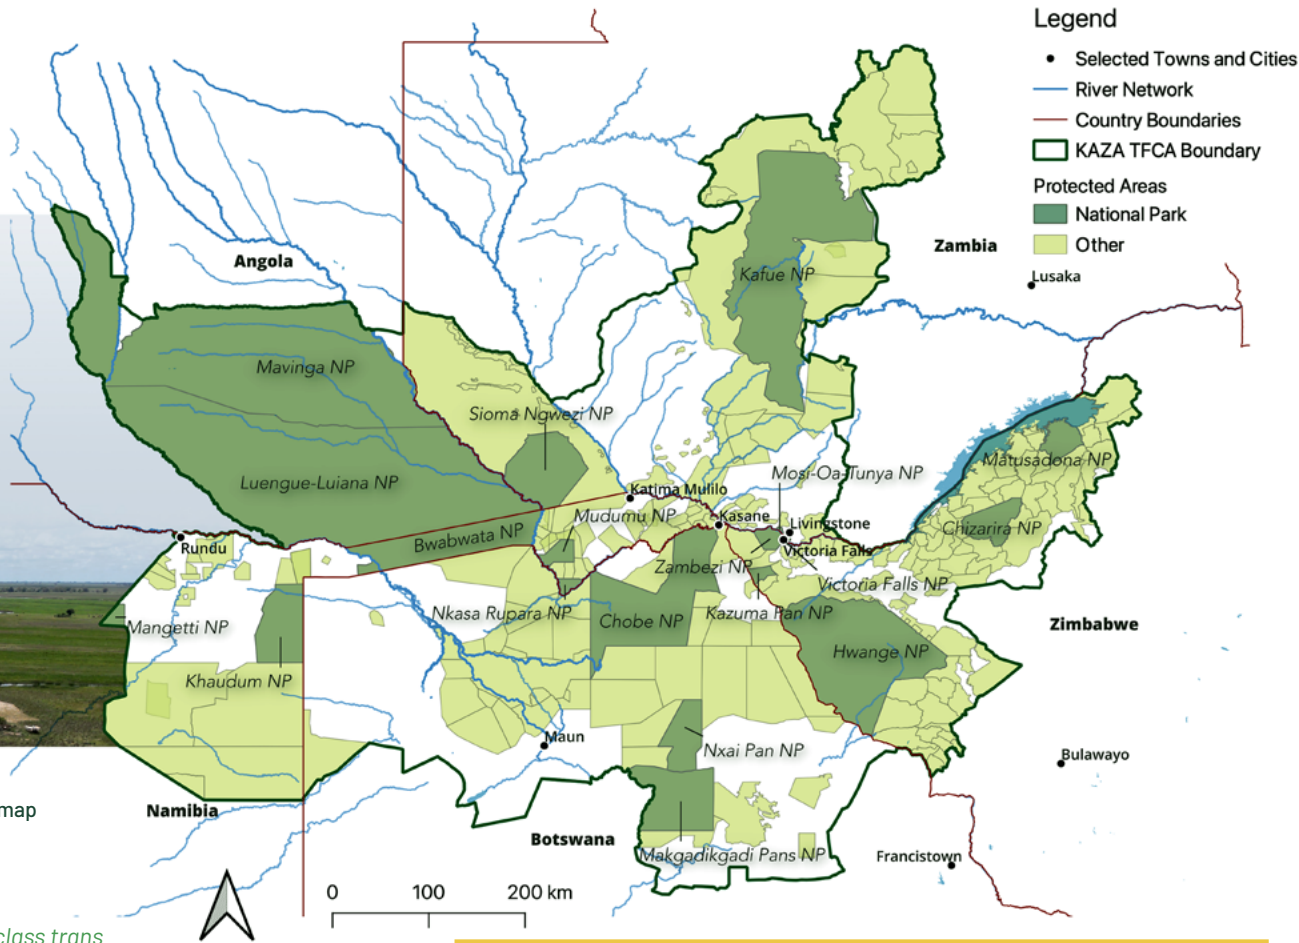 Legend
Selected Towns and Cities
River Network
Country Boundaries
KAZA TFCA Boundary
Protected Areas
National Park
Other
Angola
Zambia
Lusaka
Kafue NP
Mavinga NP
Sioma Ngwezi NP
Luengue-Luiana NP
Mosi-Oa-Tunya NP
Matusadona NP
Katima Mulilo
Mudumu NP
Kasane
Livingstone
Chizarira NP
Rundu
Bwabwata NP
Victoria Falls
Zambezi NP
Victoria Falls NP
Nkasa Rupara NP
Chobe NP
Kazuma Pan NP
Mangetti NP
Zimbabwe
Hwange NP
Khaudum NP
Maun
Nxai Pan NP
Bulawayo
map
Namibia
Botswana
Makgadikgadi Pans NP
Francistown
0 100 200 km
class trans